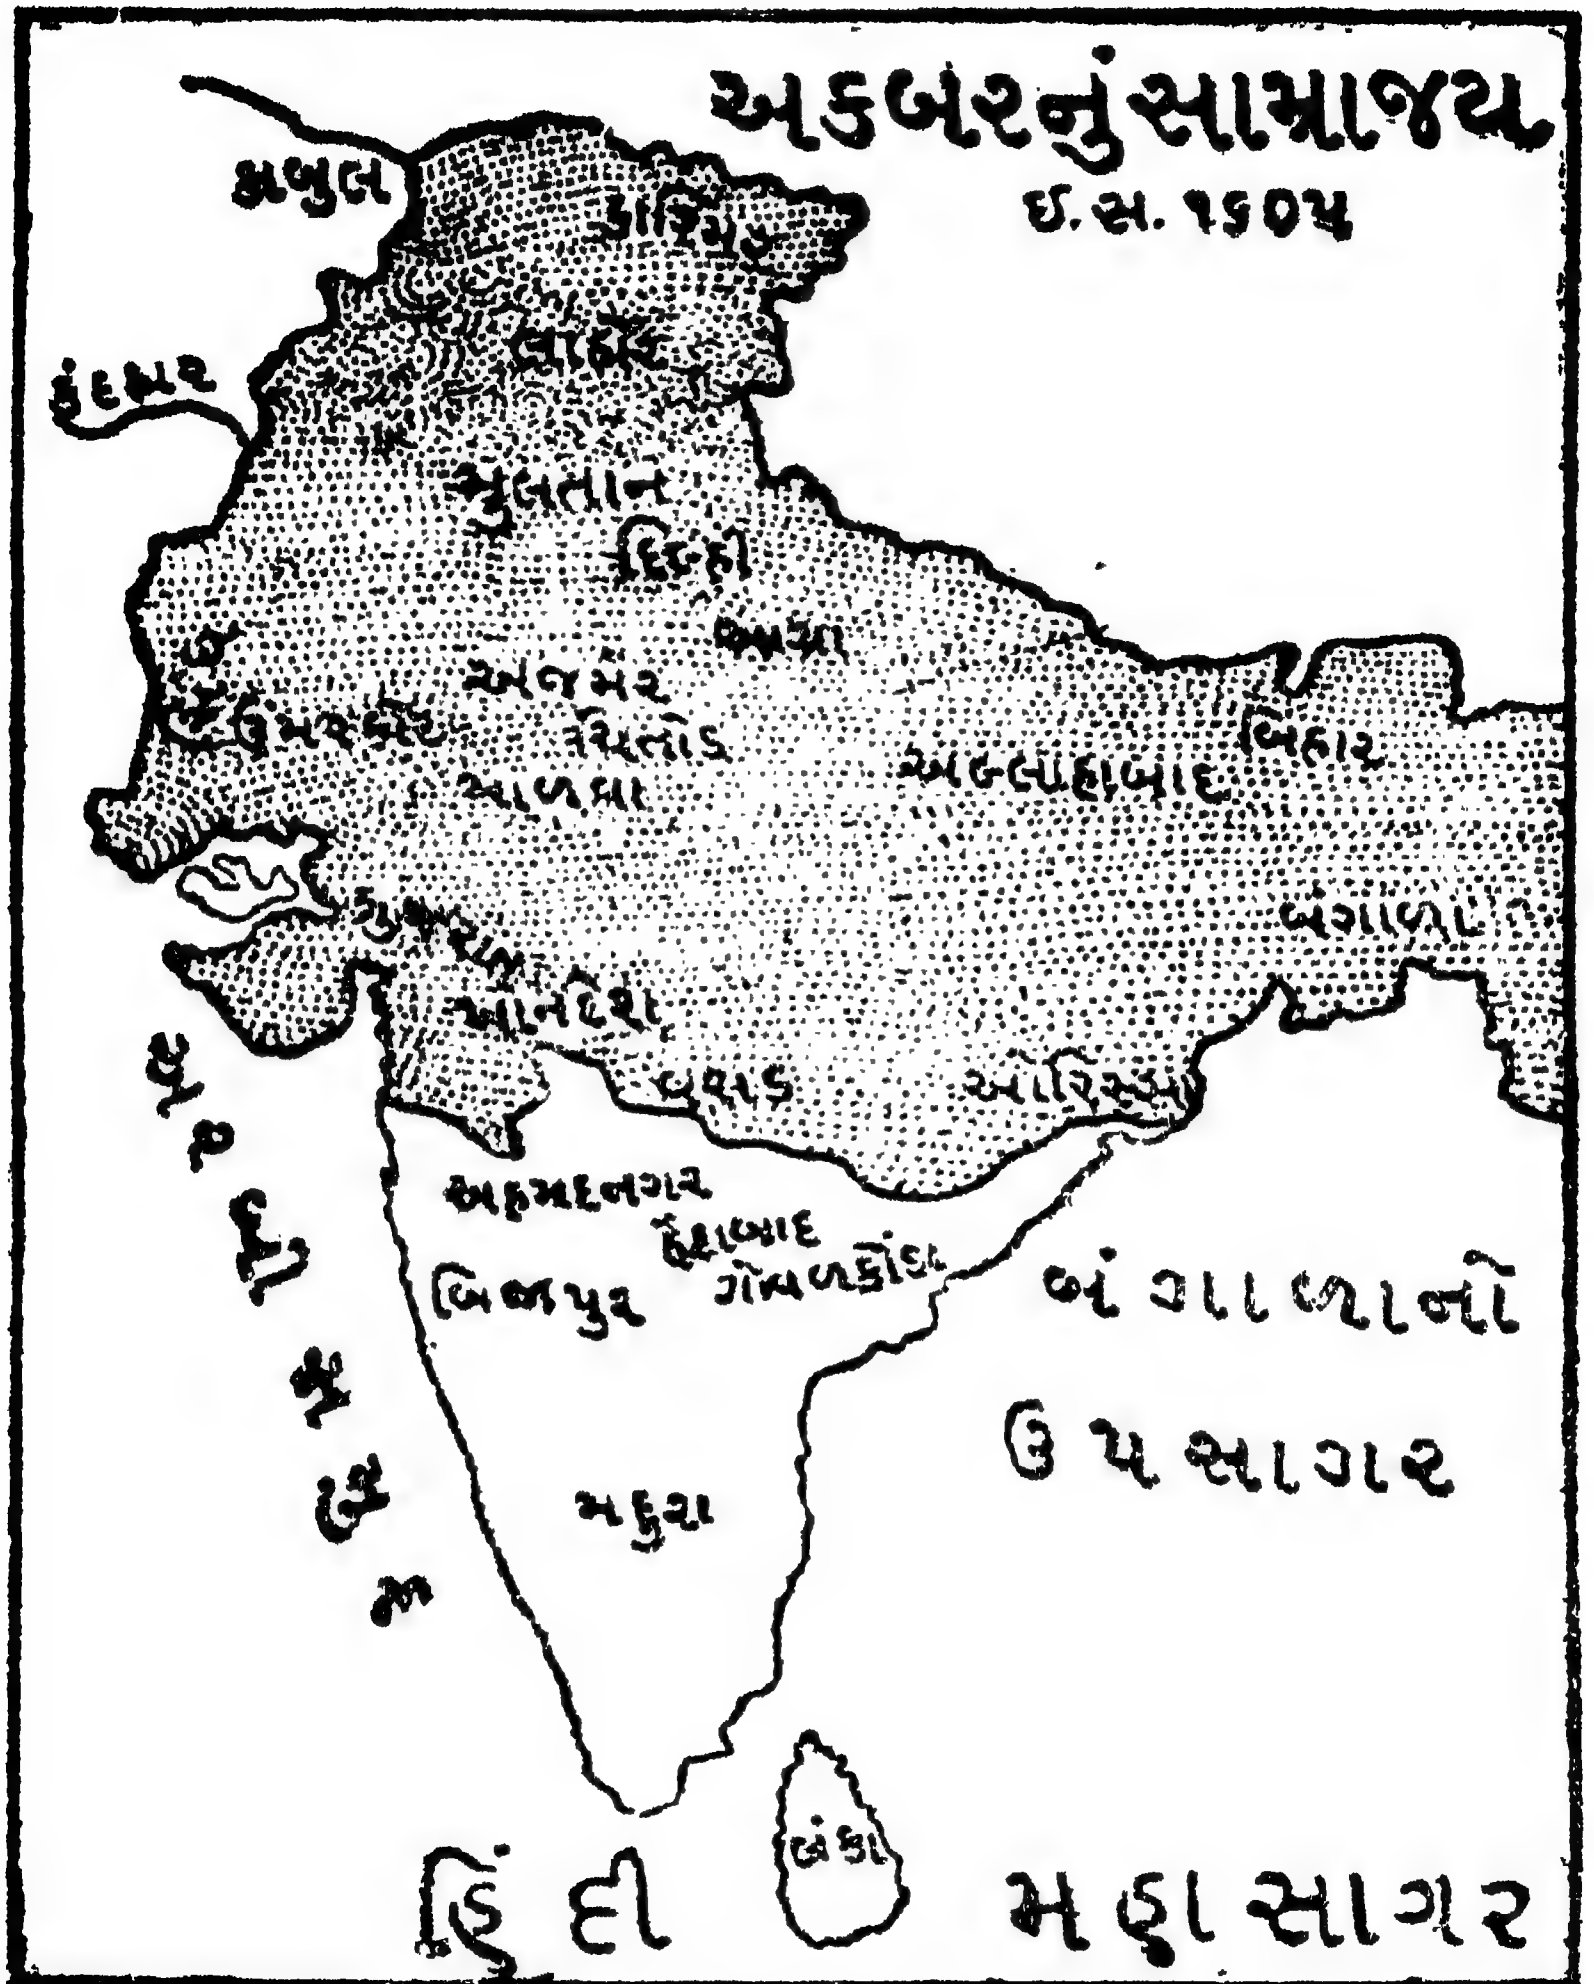 અકબરનું સામ્રાજ્ય
ઇ. સ. ૧૬૦૫
કાબુલ
કાશ્મિર
લાહોર
કંદહાર
મુલતાન
દિલ્હી
આગ્રા
અજમેર
ઉમરકોટ
ચિતોડ
માળવા
અલ્લાહાબાદ
બિહાર
બંગાળા
ગુજરાત
ખાનદેશ
વરાડ
ઓરિસ્સા
અહમદનગર
હૈદ્રાબાદ
ગોવળકોંડા
બિજાપુર
બંગાળાનો
ઉપસાગર
મદુરા
લંકા
હિંદી મહાસાગર